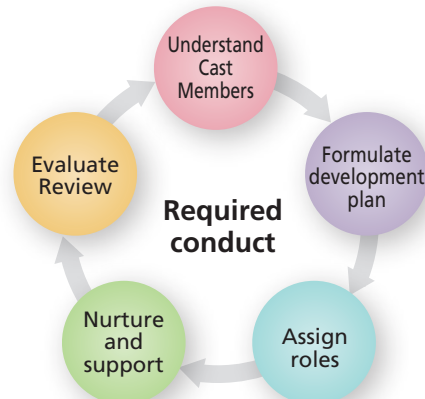 Understand
Cast
Members
Formulate
development
plan
Assign
roles
Nurture
and
support
Evaluate
Review
Required
conduct